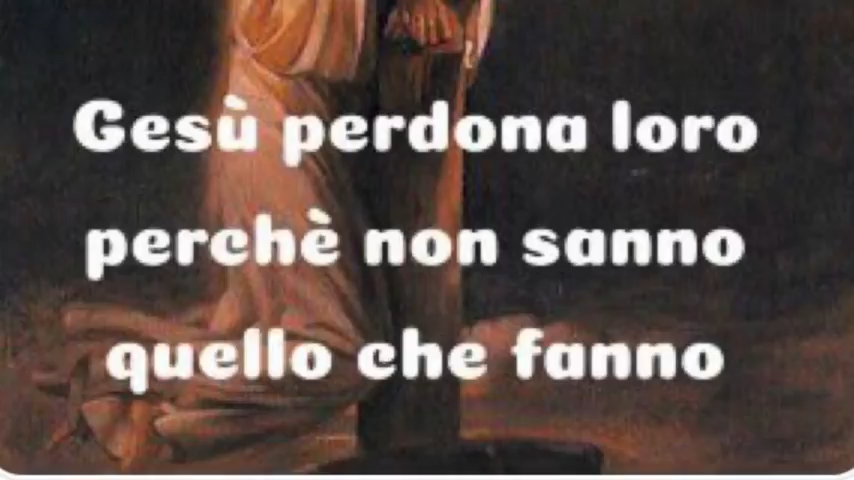 Gesù perdona loro
perchè non sanno
quello che fanno